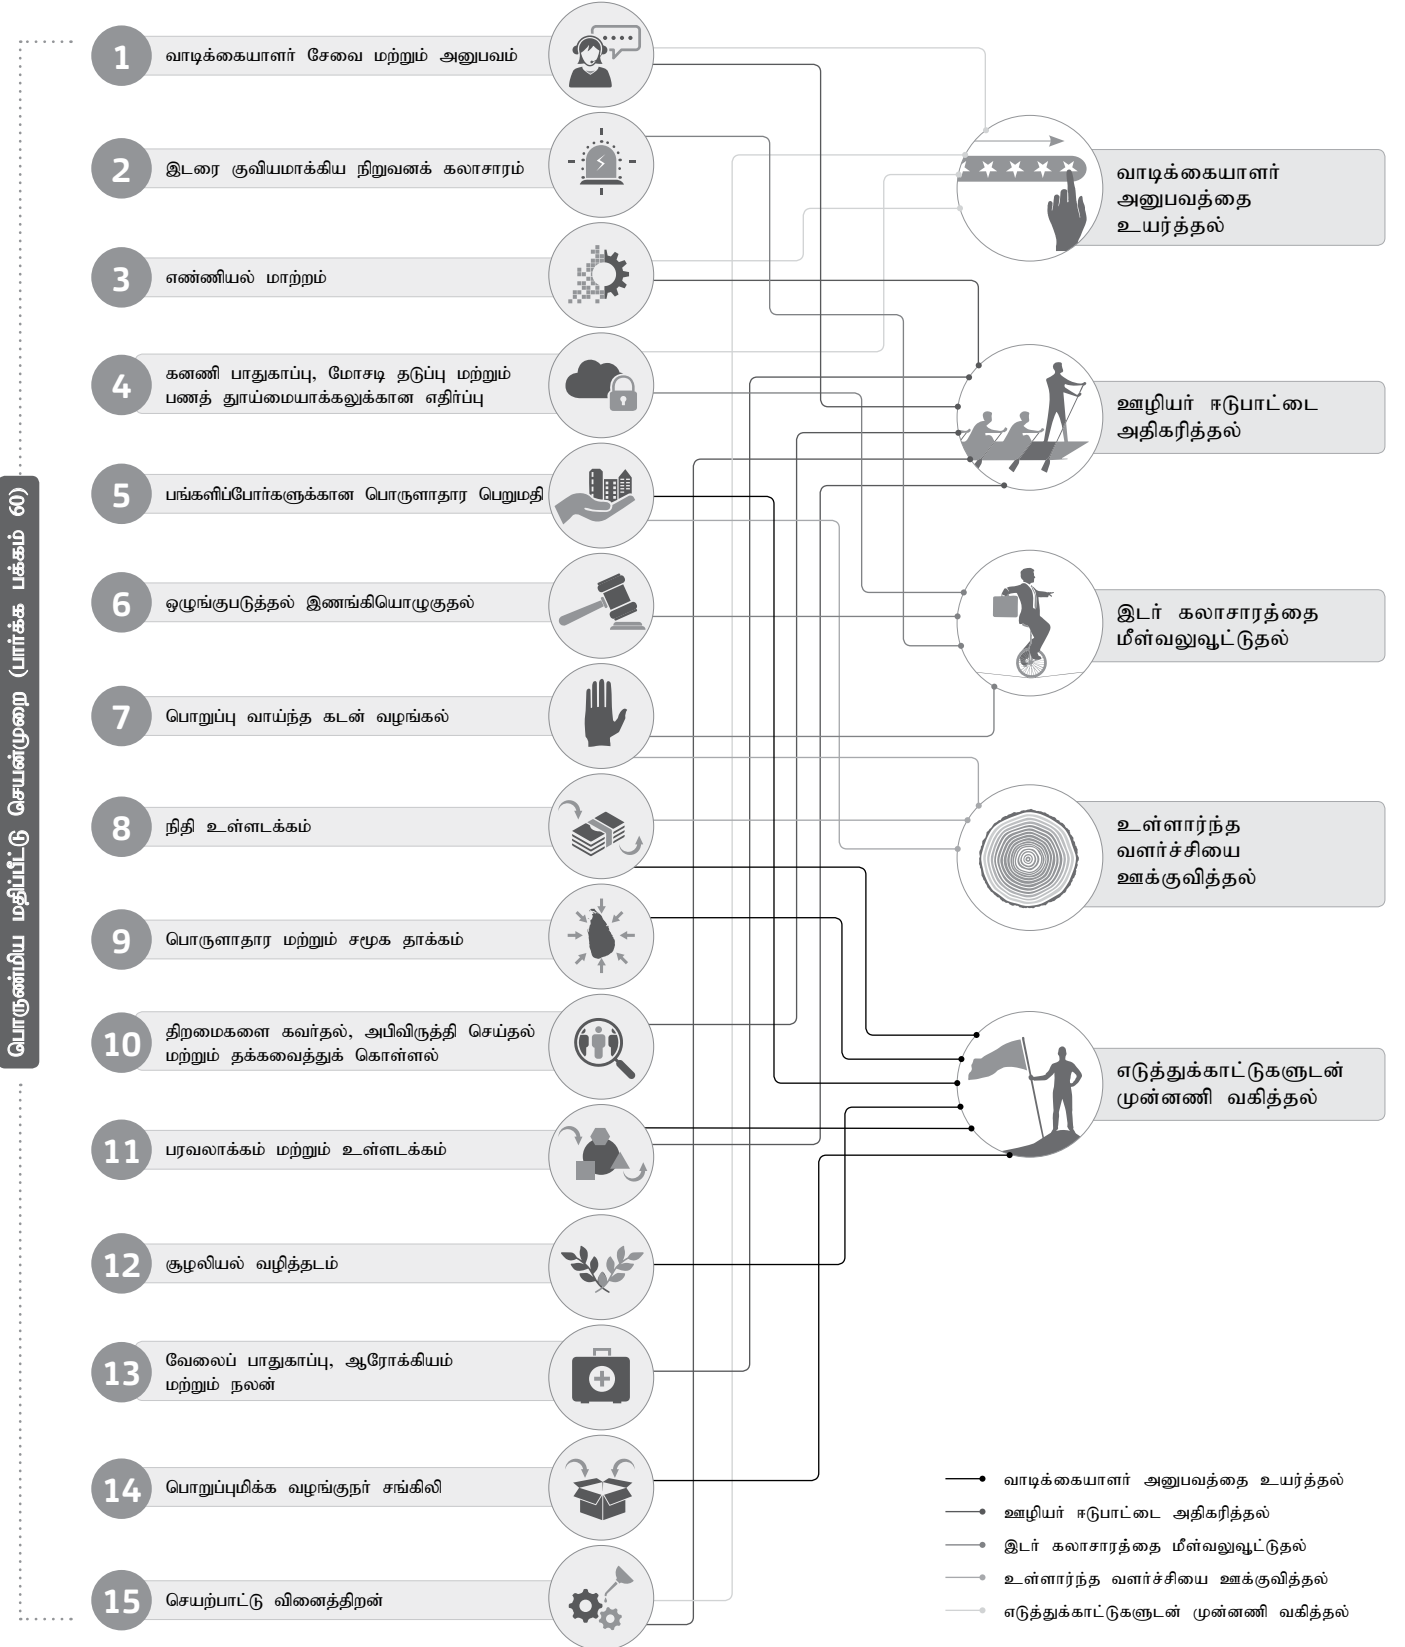 பொருண்மிய மதிப்பீட்டு செயன்முறை (பார்க்க பக்கம் ல)
1
வாடிக்கையாளர் சேவை மற்றும் அனுபவம்
2
இடரை குவியமாக்கிய நிறுவனக் கலாசாரம்
3
எண்ணியல் மாற்றம்
4
கனணி பாதுகாப்பு, மோசடி தடுப்பு மற்றும்
பணத் தூய்மையாக்கலுக்கான எதிர்ப்பு
5
பங்களிப்போர்களுக்கான பொருளாதார பெறுமதி
6
ஒழுங்குபடுத்தல் இணங்கியொழுகுதல்
7
பொறுப்பு வாய்ந்த கடன் வழங்கல்
8
நிதி உள்ளடக்கம்
9
பொருளாதார மற்றும் சமூக தாக்கம்
10
திறமைகளை கவர்தல், அபிவிருத்தி செய்தல்
மற்றும் தக்கவைத்துக் கொள்ளல்
11
பரவலாக்கம் மற்றும் உள்ளடக்கம்
12
சூழலியல் வழித்தடம்
13
வேலைப் பாதுகாப்பு, ஆரோக்கியம்
மற்றும் நலன்
14
பொறுப்புமிக்க வழங்குநர் சங்கிலி
15
செயற்பாட்டு வினைத்திறன்
வாடிக்கையாளர்
அனுபவத்தை
உயர்த்தல்
ஊழியர் ஈடுபாட்டை
அதிகரித்தல்
இடர் கலாசாரத்தை
மீள்வலுவூட்டுதல்
உள்ளார்ந்த
வளர்ச்சியை
ஊக்குவித்தல்
எடுத்துக்காட்டுகளுடன்
முன்னணி வகித்தல்
வாடிக்கையாளர் அனுபவத்தை உயர்த்தல்
ஊழியர் ஈடுபாட்டை அதிகரித்தல்
இடர் கலாசாரத்தை மீள்வலுவூட்டுதல்
உள்ளார்ந்த வளர்ச்சியை ஊக்குவித்தல்
எடுத்துக்காட்டுகளுடன் முன்னணி வகித்தல்